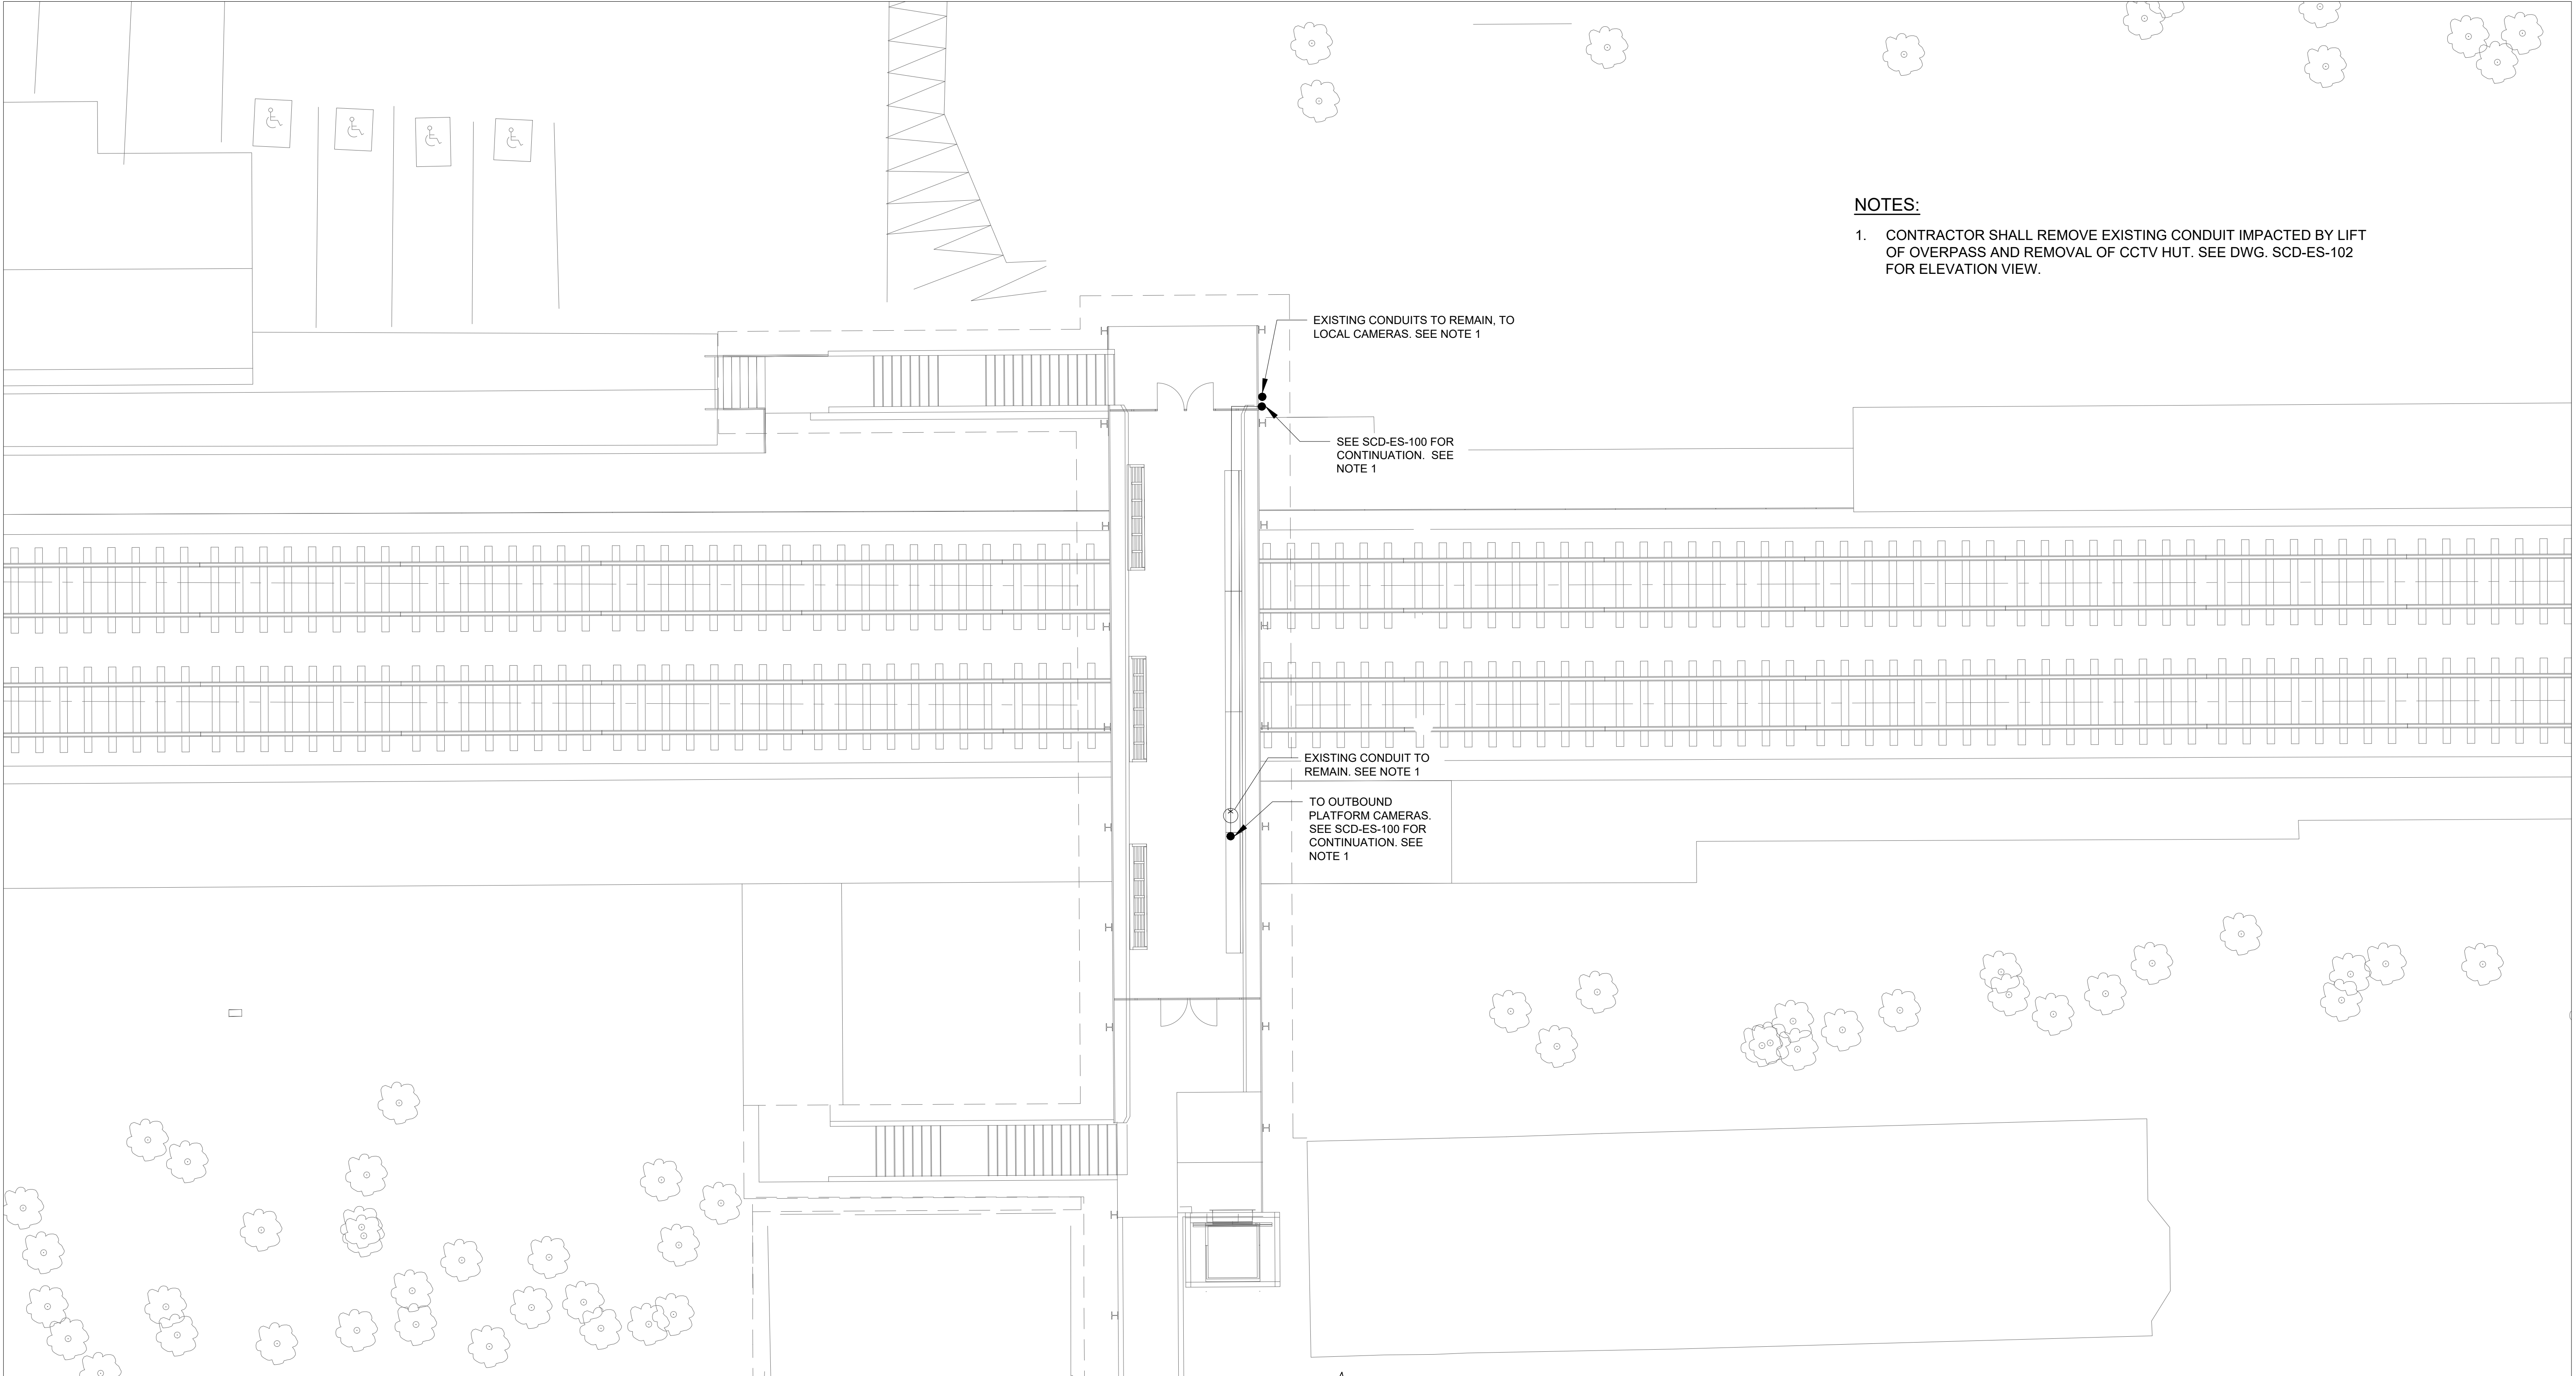 NOTES:
1. CONTRACTOR SHALL REMOVE EXISTING CONDUIT IMPACTED BY LIFT
OF OVERPASS AND REMOVAL OF CCTV HUT. SEE DWG. SCD-ES-102
FOR ELEVATION VIEW.
EXISTING CONDUITS TO REMAIN, TO
LOCAL CAMERAS. SEE NOTE 1
SEE SCD-ES-100 FOR
CONTINUATION. SEE
NOTE 1
EXISTING CONDUIT TO
REMAIN. SEE NOTE 1
TO OUTBOUND
PLATFORM CAMERAS.
SEE SCD-ES-100 FOR
CONTINUATION. SEE
NOTE 1